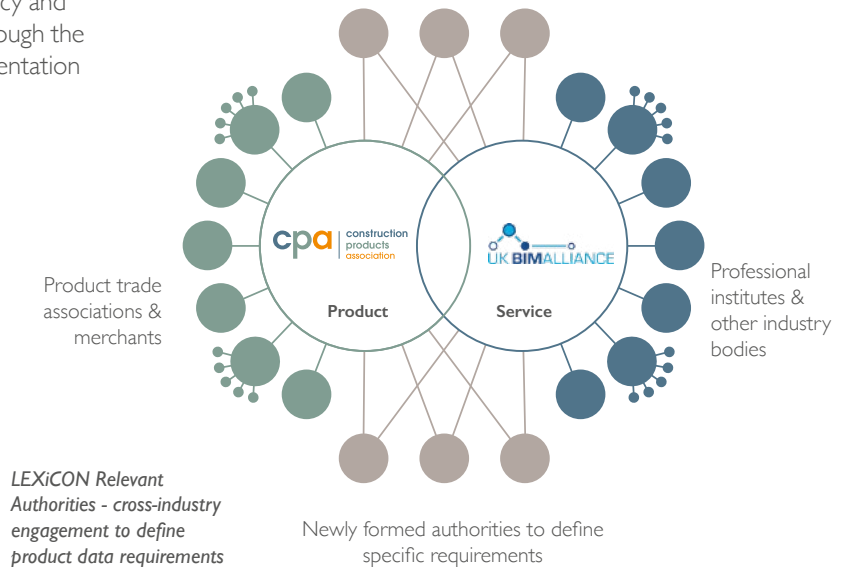 cy and
ough the
entation
cpa
construction
products
association
UK BIMALLIANCE
Product
Service
Product trade
associations &
merchants
Professional
institutes &
other industry
bodies
LEXiCON Relevant
Authorities - cross-industry
engagement to define
product data requirements
Newly formed authorities to define
specific requirements